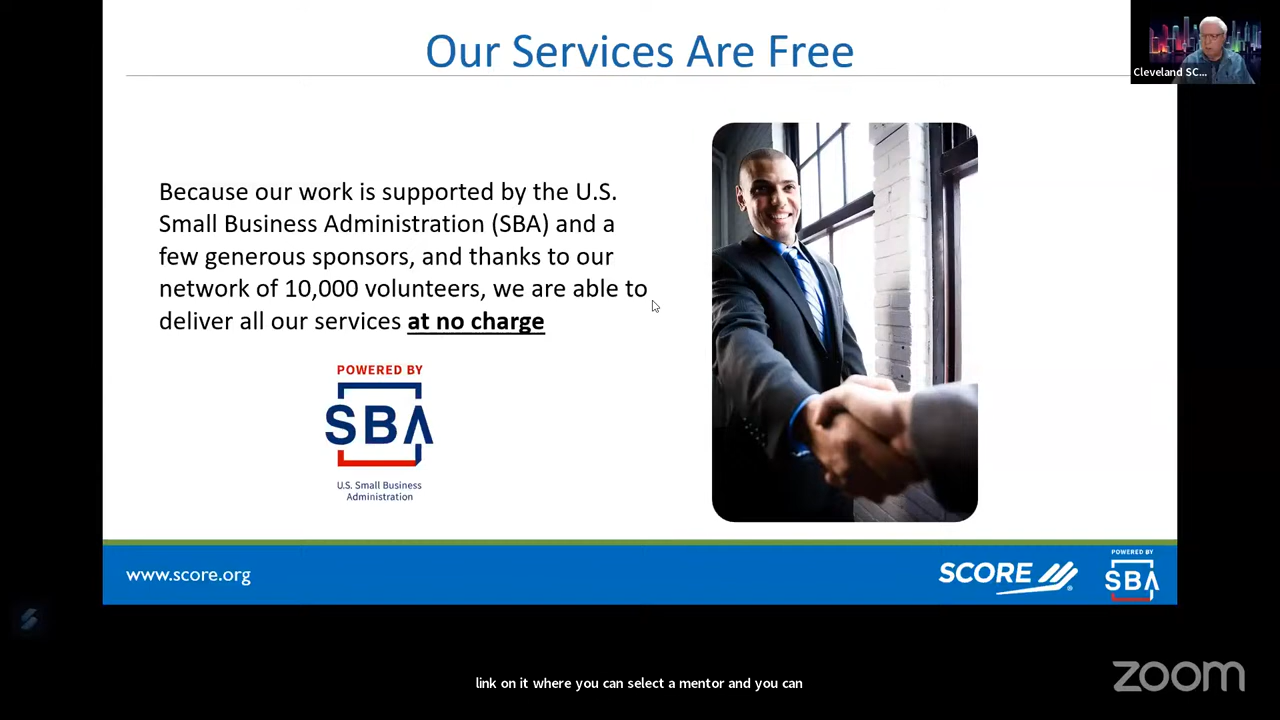 Our Services Are Free
Cleveland SC...
Because our work is supported by the U.S.
Small Business Administration (SBA) and a
few generous sponsors, and thanks to our
network of 10,000 volunteers, we are able to
deliver all our services at no charge
POWERED BY
SBA
U.S. Small Business
Administration
www.score.org
SCORE
POWERED BY
SBA
link on it where you can select a mentor and you can
zoom